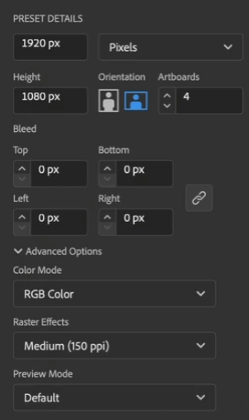 PRESET DETAILS
1920 px Pixels
Height Orientation Artboards
1080 px 4
Bleed
Top Bottom
0 px 0 px
Left Right
0 px 0 px
Advanced Options
Color Mode
RGB Color
Raster Effects
Medium (150 ppi)
Preview Mode
Default